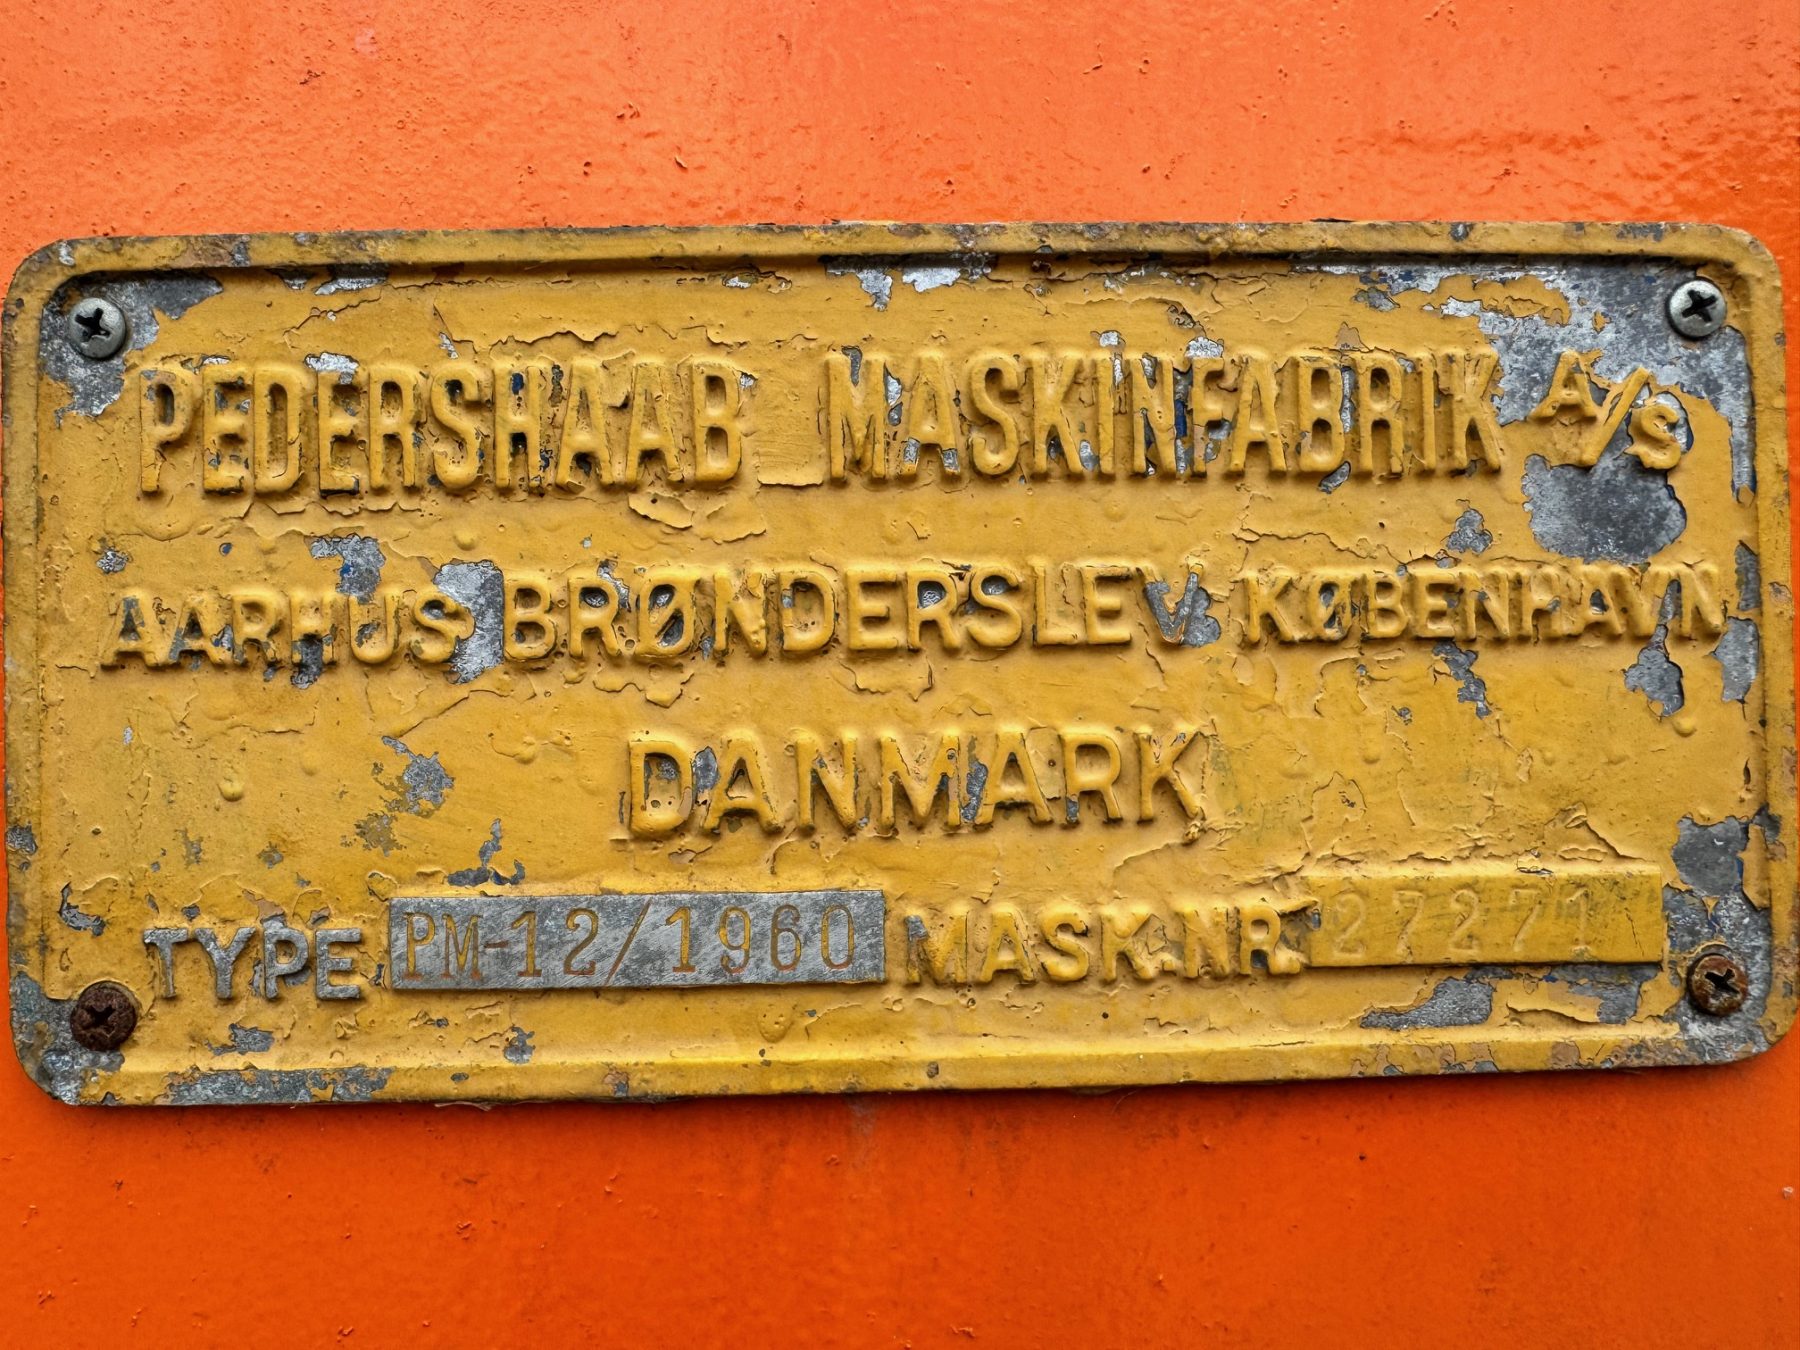 PEDERSHAAB MASKINFABRIK A/S
AARHUS BRØNDERSLEV KØBENHAVN
DANMARK
TYPE PM-12/1960 MASK.NR. 27271